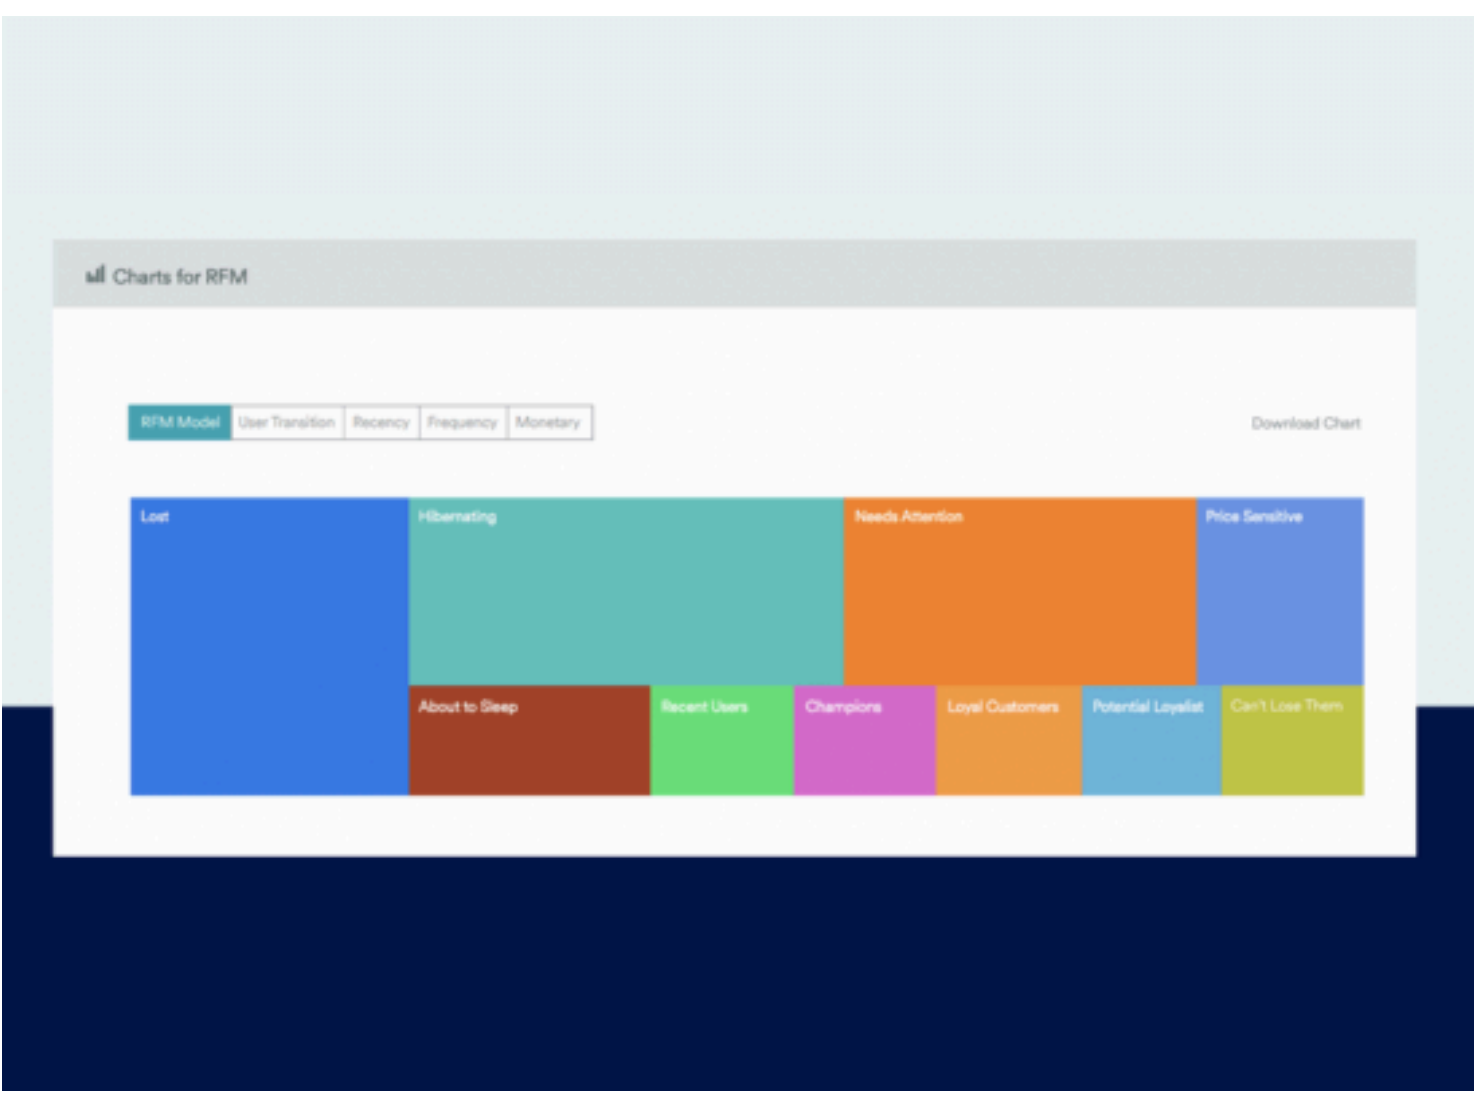 Charts for RFM
RFM Model User Transition Recency Frequency Monetary Download Chart
Lost Hibernating Needs Attention Price Sensitive
About to Sleep Recent Users Champions Loyal Customers Potential Loyalist Can't Lose Them